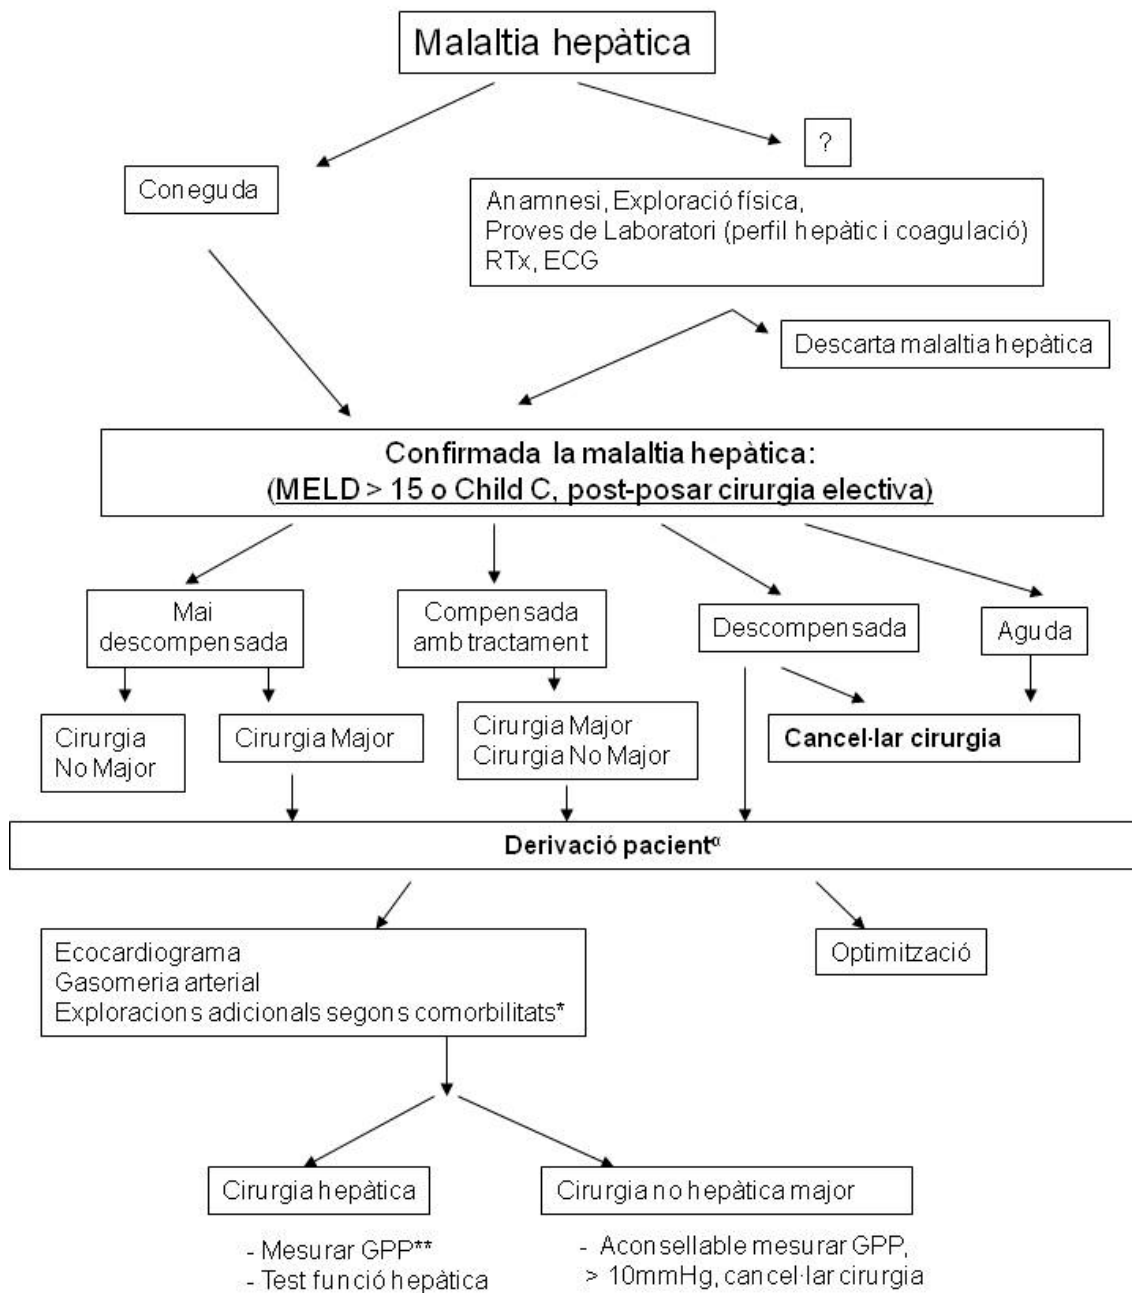 Malaltia hepàtica
?
Coneguda
Anamnesi, Exploració física,
Proves de Laboratori (perfil hepàtic i coagulació)
RTx, ECG
Descarta malaltia hepàtica
Confirmada la malaltia hepàtica:
(MELD > 15 o Child C, post-posar cirurgia electiva)
Mai
descompensada
Compensada
amb tractament
Descompensada
Aguda
Cirurgia
No Major
Cirurgia Major
Cirurgia Major
Cirurgia No Major
Cancel·lar cirurgia
Derivació pacientα
Ecocardiograma
Gasomeria arterial
Exploracions adicionals segons comorbilitats*
Optimització
Cirurgia hepàtica
- Mesurar GPP**
- Test funció hepàtica
Cirurgia no hepàtica major
- Aconsellable mesurar GPP,
> 10mmHg, cancel·lar cirurgia